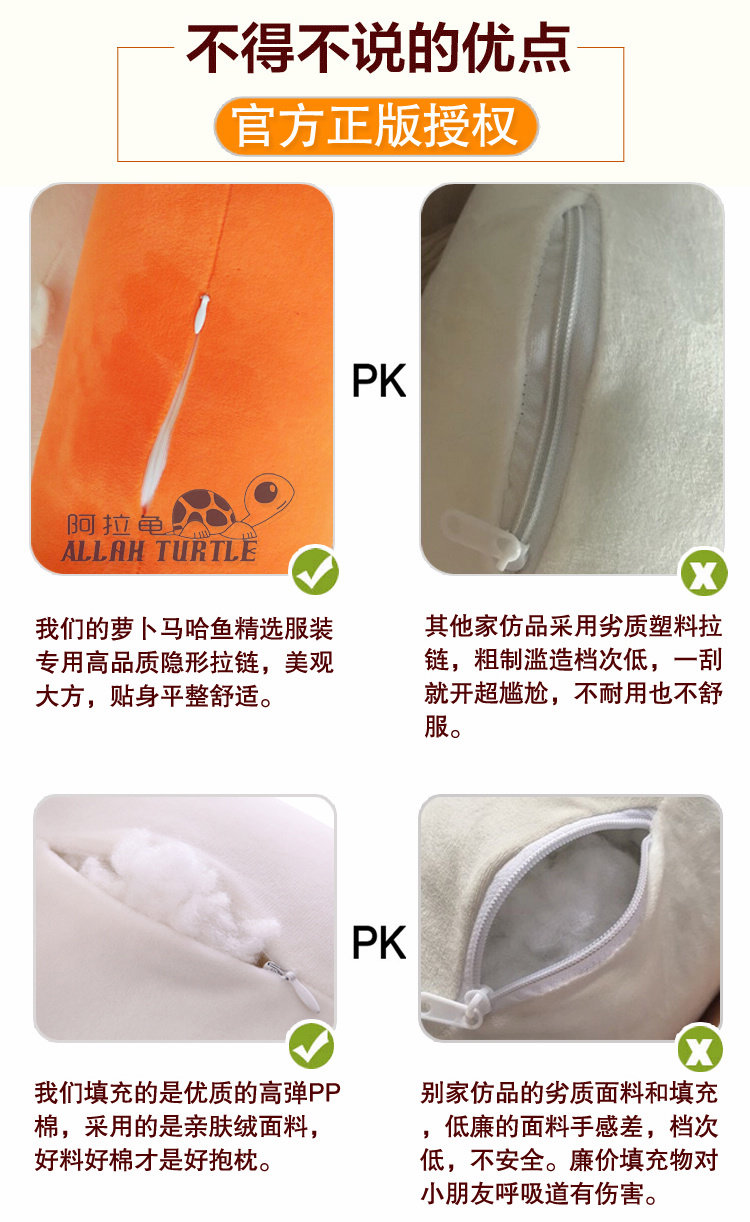 不得不说的优点
官方正版授权
PK
阿拉龟
ALLAH TURTLE
我们的萝卜马哈鱼精选服装
专用高品质隐形拉链，美观
大方，贴身平整舒适。
其他家仿品采用劣质塑料拉
链，粗制滥造档次低，一刮
就开超尴尬，不耐用也不舒
服。
PK
我们填充的是优质的高弹PP
棉，采用的是亲肤绒面料，
好料好棉才是好抱枕。
别家仿品的劣质面料和填充
，低廉的面料手感差，档次
低，不安全。廉价填充物对
小朋友呼吸道有伤害。